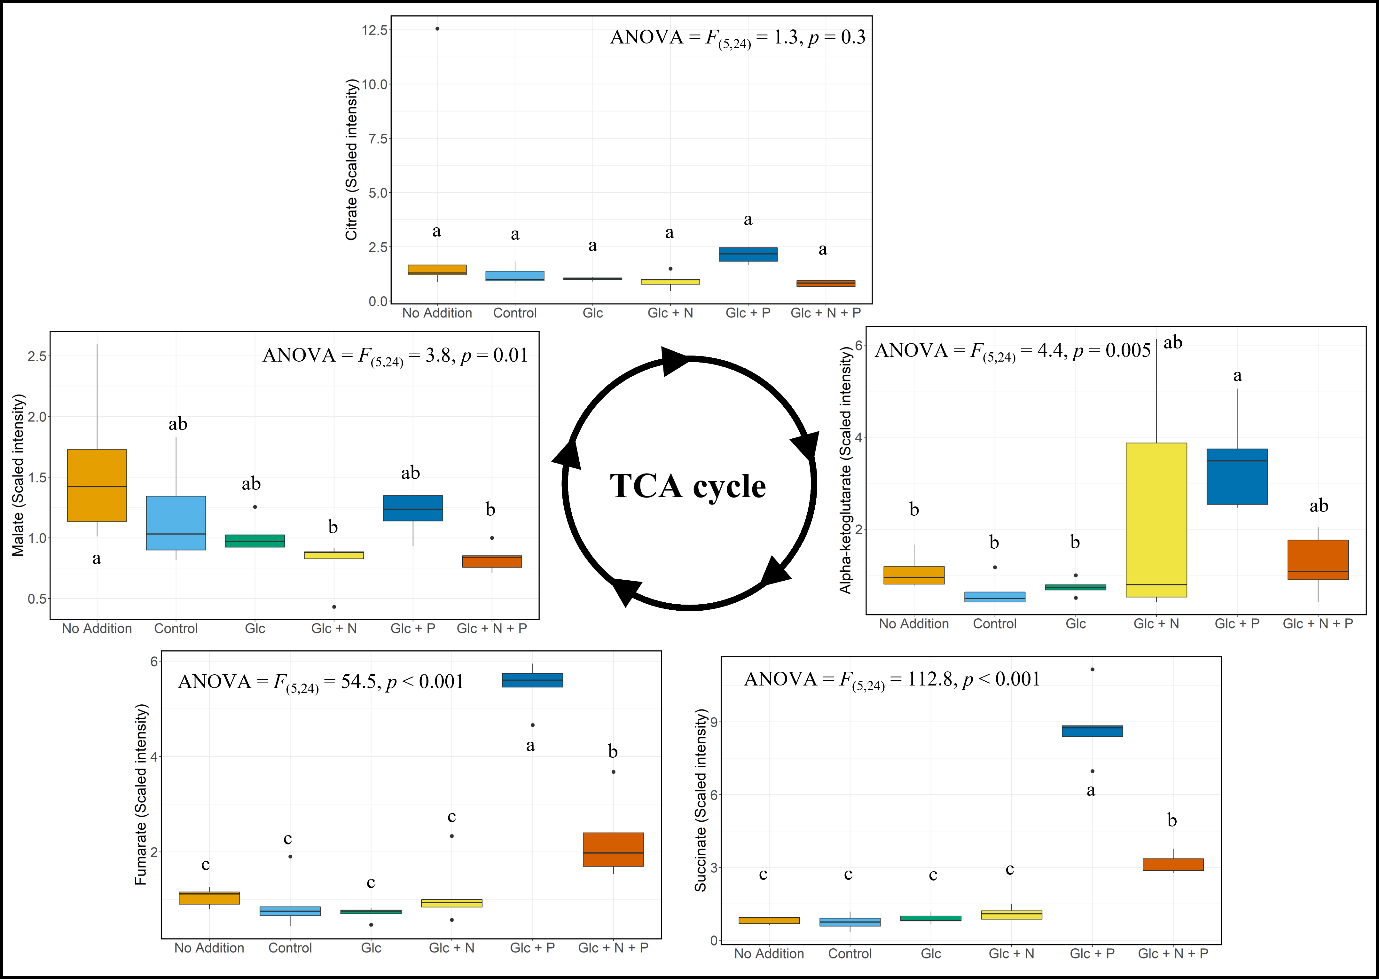 ANOVA = F(5,24) = 1.3, p = 0.3
Citrate (Scaled intensity)
12.5
10.0
7.5
5.0
2.5
0.0
a a a a a a
No Addition Control Glc Glc + N Glc + P Glc + N + P
ANOVA = F(5,24) = 3.8, p = 0.01
Malate (Scaled intensity)
2.5
2.0
1.5
1.0
0.5
a ab ab b ab b
No Addition Control Glc Glc + N Glc + P Glc + N + P
TCA cycle
ANOVA = F(5,24) = 4.4, p = 0.005
Alpha-ketoglutarate (Scaled intensity)
6
4
2
b b b ab a ab
No Addition Control Glc Glc + N Glc + P Glc + N + P
ANOVA = F(5,24) = 54.5, p < 0.001
Fumarate (Scaled intensity)
6
4
2
c c c c a b
No Addition Control Glc Glc + N Glc + P Glc + N + P
ANOVA = F(5,24) = 112.8, p < 0.001
Succinate (Scaled intensity)
9
6
3
0
c c c c a b
No Addition Control Glc Glc + N Glc + P Glc + N + P